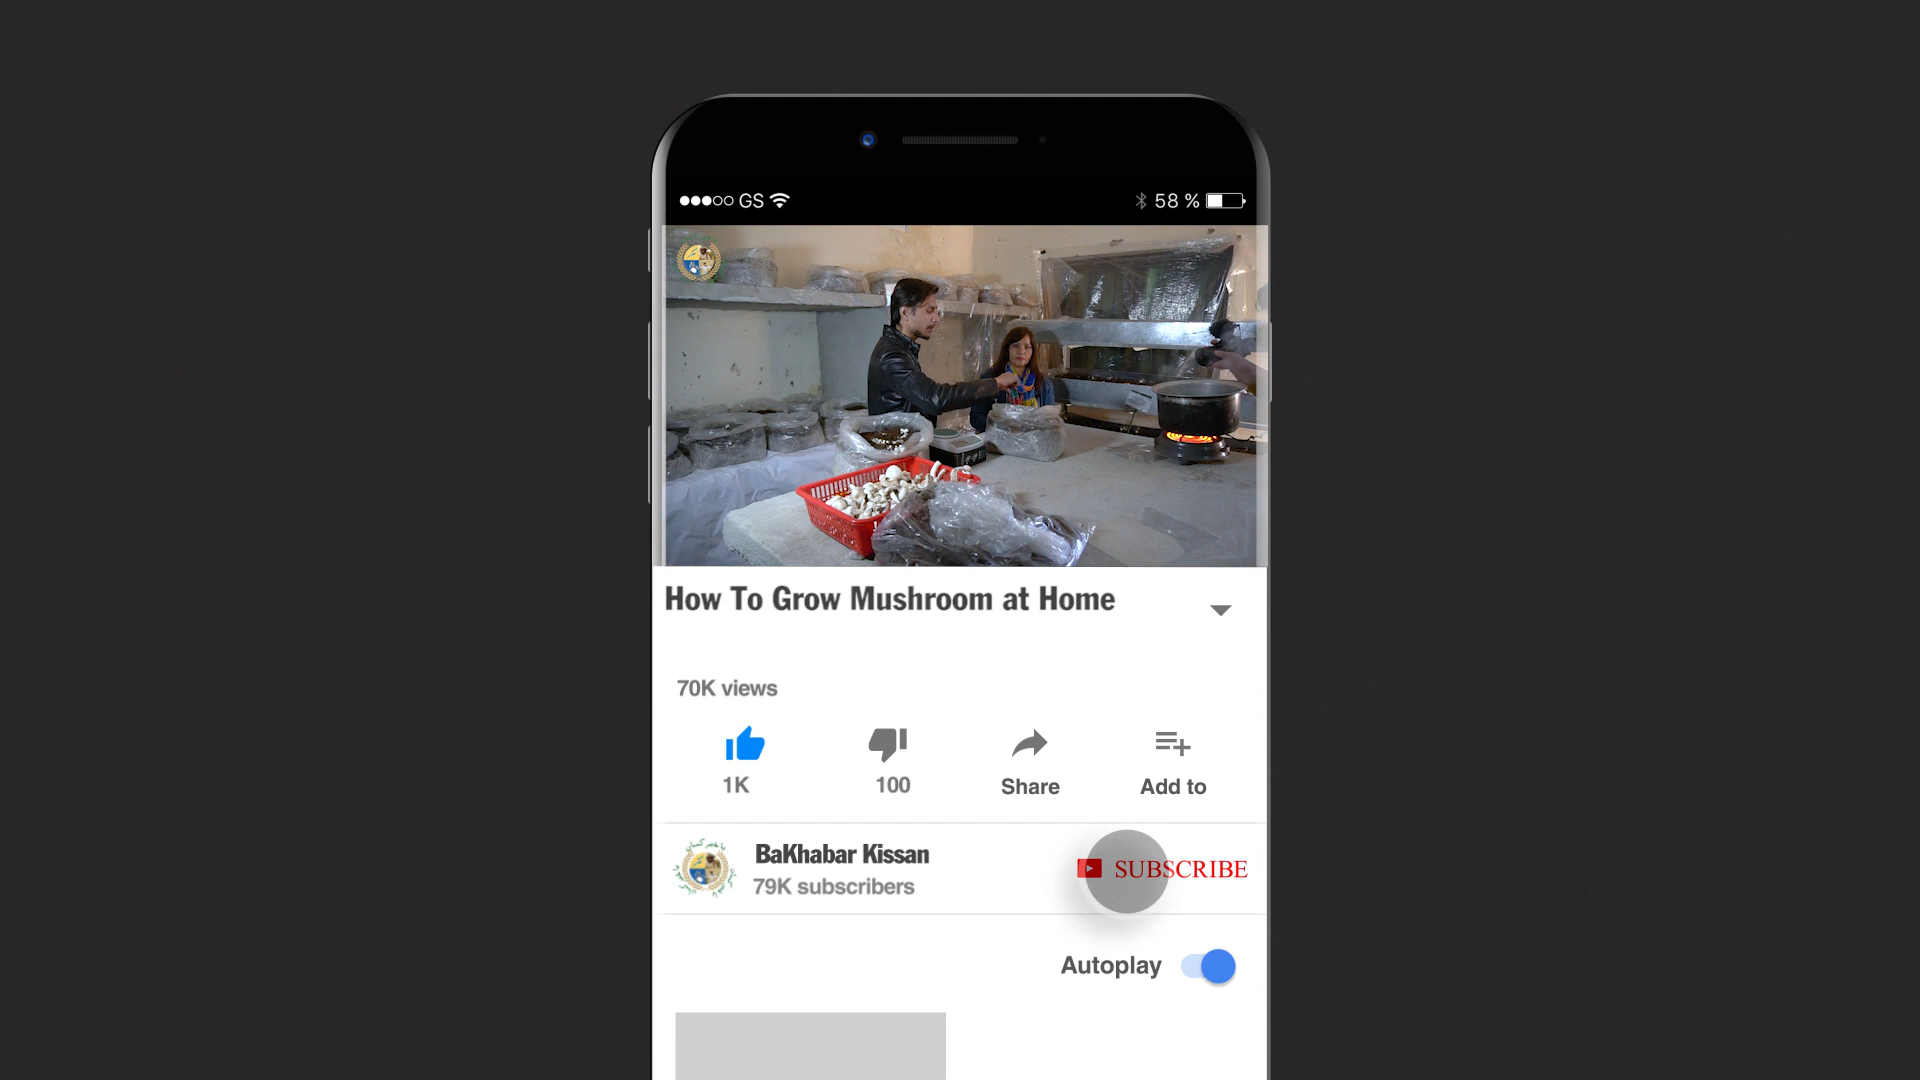 GS 58 %
How To Grow Mushroom at Home
70K views
1K 100 Share Add to
BaKhabar Kissan
79K subscribers
SUBSCRIBE
Autoplay